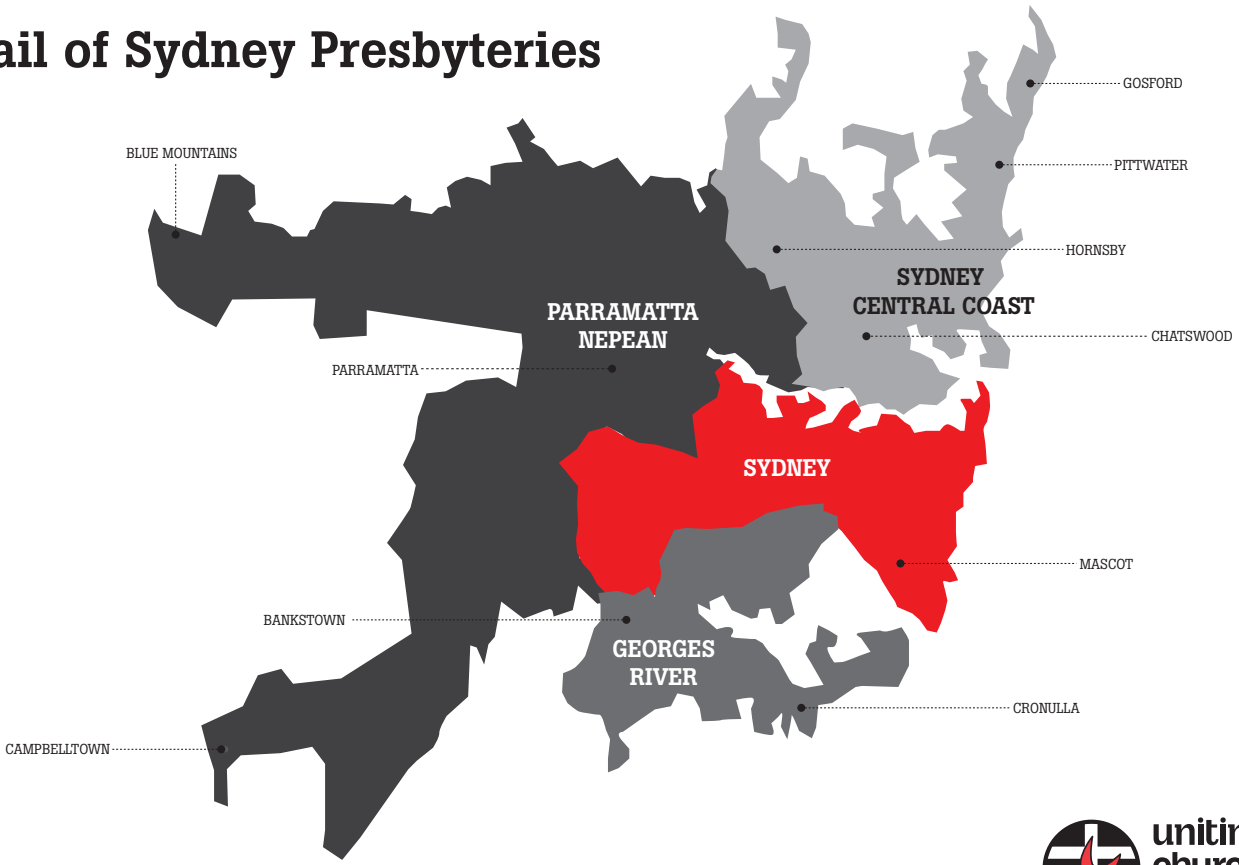 ail of Sydney Presbyteries
GOSFORD
BLUE MOUNTAINS
PITTWATER
HORNSBY
SYDNEY
CENTRAL COAST
PARRAMATTA
NEPEAN
CHATSWOOD
PARRAMATTA
SYDNEY
MASCOT
BANKSTOWN
GEORGES
RIVER
CRONULLA
CAMPBELLTOWN